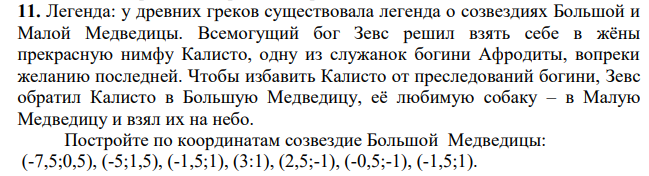 11. Легенда: у древних греков существовала легенда о созвездиях Большой и
Малой Медведицы. Всемогущий бог Зевс решил взять себе в жёны
прекрасную нимфу Калисто, одну из служанок богини Афродиты, вопреки
желанию последней. Чтобы избавить Калисто от преследований богини, Зевс
обратил Калисто в Большую Медведицу, её любимую собаку – в Малую
Медведицу и взял их на небо.
Постройте по координатам созвездие Большой Медведицы:
(-7,5;0,5), (-5;1,5), (-1,5;1), (3:1), (2,5;-1), (-0,5;-1), (-1,5;1).